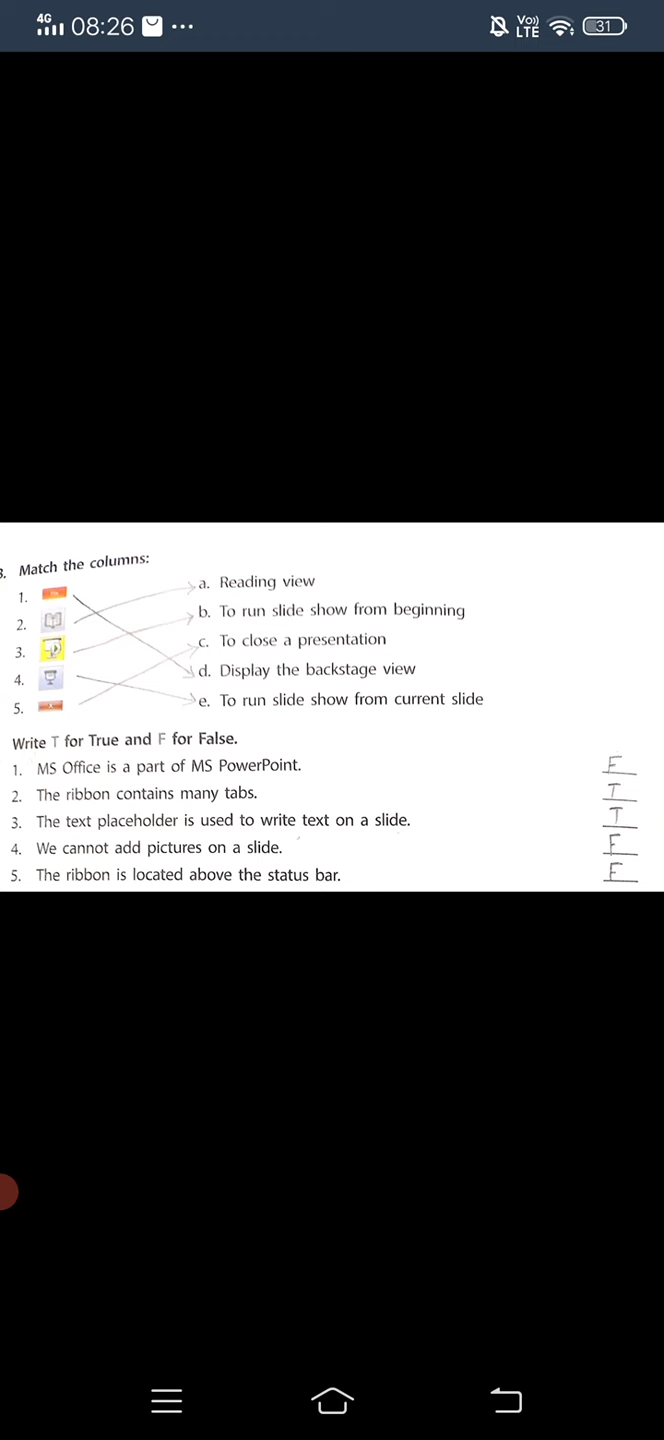 4G 08:26 ... Vo)) LTE 31
3. Match the columns:
1. File a. Reading view
2. b. To run slide show from beginning
3. c. To close a presentation
4. d. Display the backstage view
5. X e. To run slide show from current slide
Write T for True and F for False.
1. MS Office is a part of MS PowerPoint. F
2. The ribbon contains many tabs. T
3. The text placeholder is used to write text on a slide. T
4. We cannot add pictures on a slide. F
5. The ribbon is located above the status bar. F